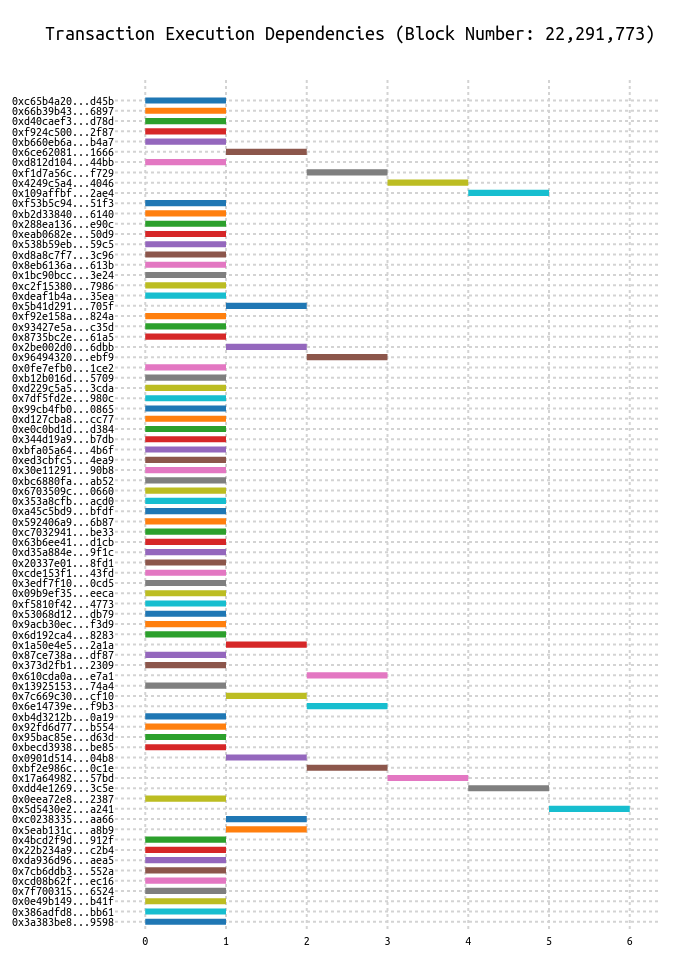 Transaction Execution Dependencies (Block Number: 22,291,773)
0xc65b4a20...d45b
0x66b39b43...6897
0xd40caef3...d78d
0xf924c500...2f87
0xb660eb6a...b4a7
0x6ce62081...1666
0xd812d104...44bb
0xf1d7a56c...f729
0x4249c5a4...4046
0x109affbf...2ae4
0xf53b5c94...51f3
0xb2d33840...6140
0x288ea136...e90c
0xeab0682e...50d9
0x538b59eb...59c5
0xd8a8c7f7...3c96
0x8eb6136a...613b
0x1bc90bcc...3e24
0xc2f15380...7986
0xdeaf1b4a...35ea
0x5b41d291...705f
0xf92e158a...824a
0x93427e5a...c35d
0x8735bc2e...61a5
0x2be002d0...6dbb
0x96494320...ebf9
0x0fe7efb0...1ce2
0xb12b016d...5709
0xd229c5a5...3cda
0x7df5fd2e...980c
0x99cb4fb0...0865
0xd127cba8...cc77
0xe0c0bd1d...d384
0x344d19a9...b7db
0xbfa05a64...4b6f
0xed3cbfc5...4ea9
0x30e11291...90b8
0xbc6880fa...ab52
0x6703509c...0660
0x353a8cfb...acd0
0xa45c5bd9...bfdf
0x592406a9...6b87
0xc7032941...be33
0x63b6ee41...d1cb
0xd35a884e...9f1c
0x20337e01...8fd1
0xcde153f1...43fd
0x3edf7f10...0cd5
0x09b9ef35...eeca
0xf5810f42...4773
0x53068d12...db79
0x9acb30ec...f3d9
0x6d192ca4...8283
0x1a50e4e5...2a1a
0x87ce738a...df87
0x373d2fb1...2309
0x610cda0a...e7a1
0x13925153...74a4
0x7c669c30...cf10
0x6e14739e...f9b3
0xb4d3212b...0a19
0x92fd6d77...b554
0x95bac85e...d63d
0xbecd3938...be85
0x0901d514...04b8
0xbf2e986c...0c1e
0x17a64982...57bd
0xdd4e1269...3c5e
0x0eea72e8...2387
0x5d5430e2...a241
0xc0238335...aa66
0x5eab131c...a8b9
0x4bcd2f9d...912f
0x22b234a9...c2b4
0xda936d96...aea5
0x7cb6ddb3...552a
0xcd08b62f...ec16
0x7f700315...6524
0x0e49b149...b41f
0x386adfd8...bb61
0x3a383be8...9598
0 1 2 3 4 5 6